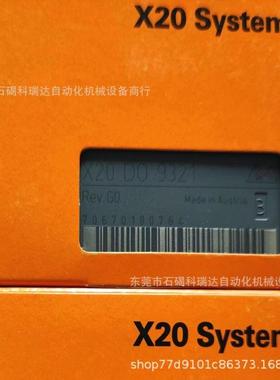 X20 System
东莞市石碣科瑞达自动化机械设备商行
X20 DO 9321
Rev.G0
Made in Austria
70670180764
东莞市石碣科瑞达自动化机械设备商行
X20 System
shop77d9101c86373.168